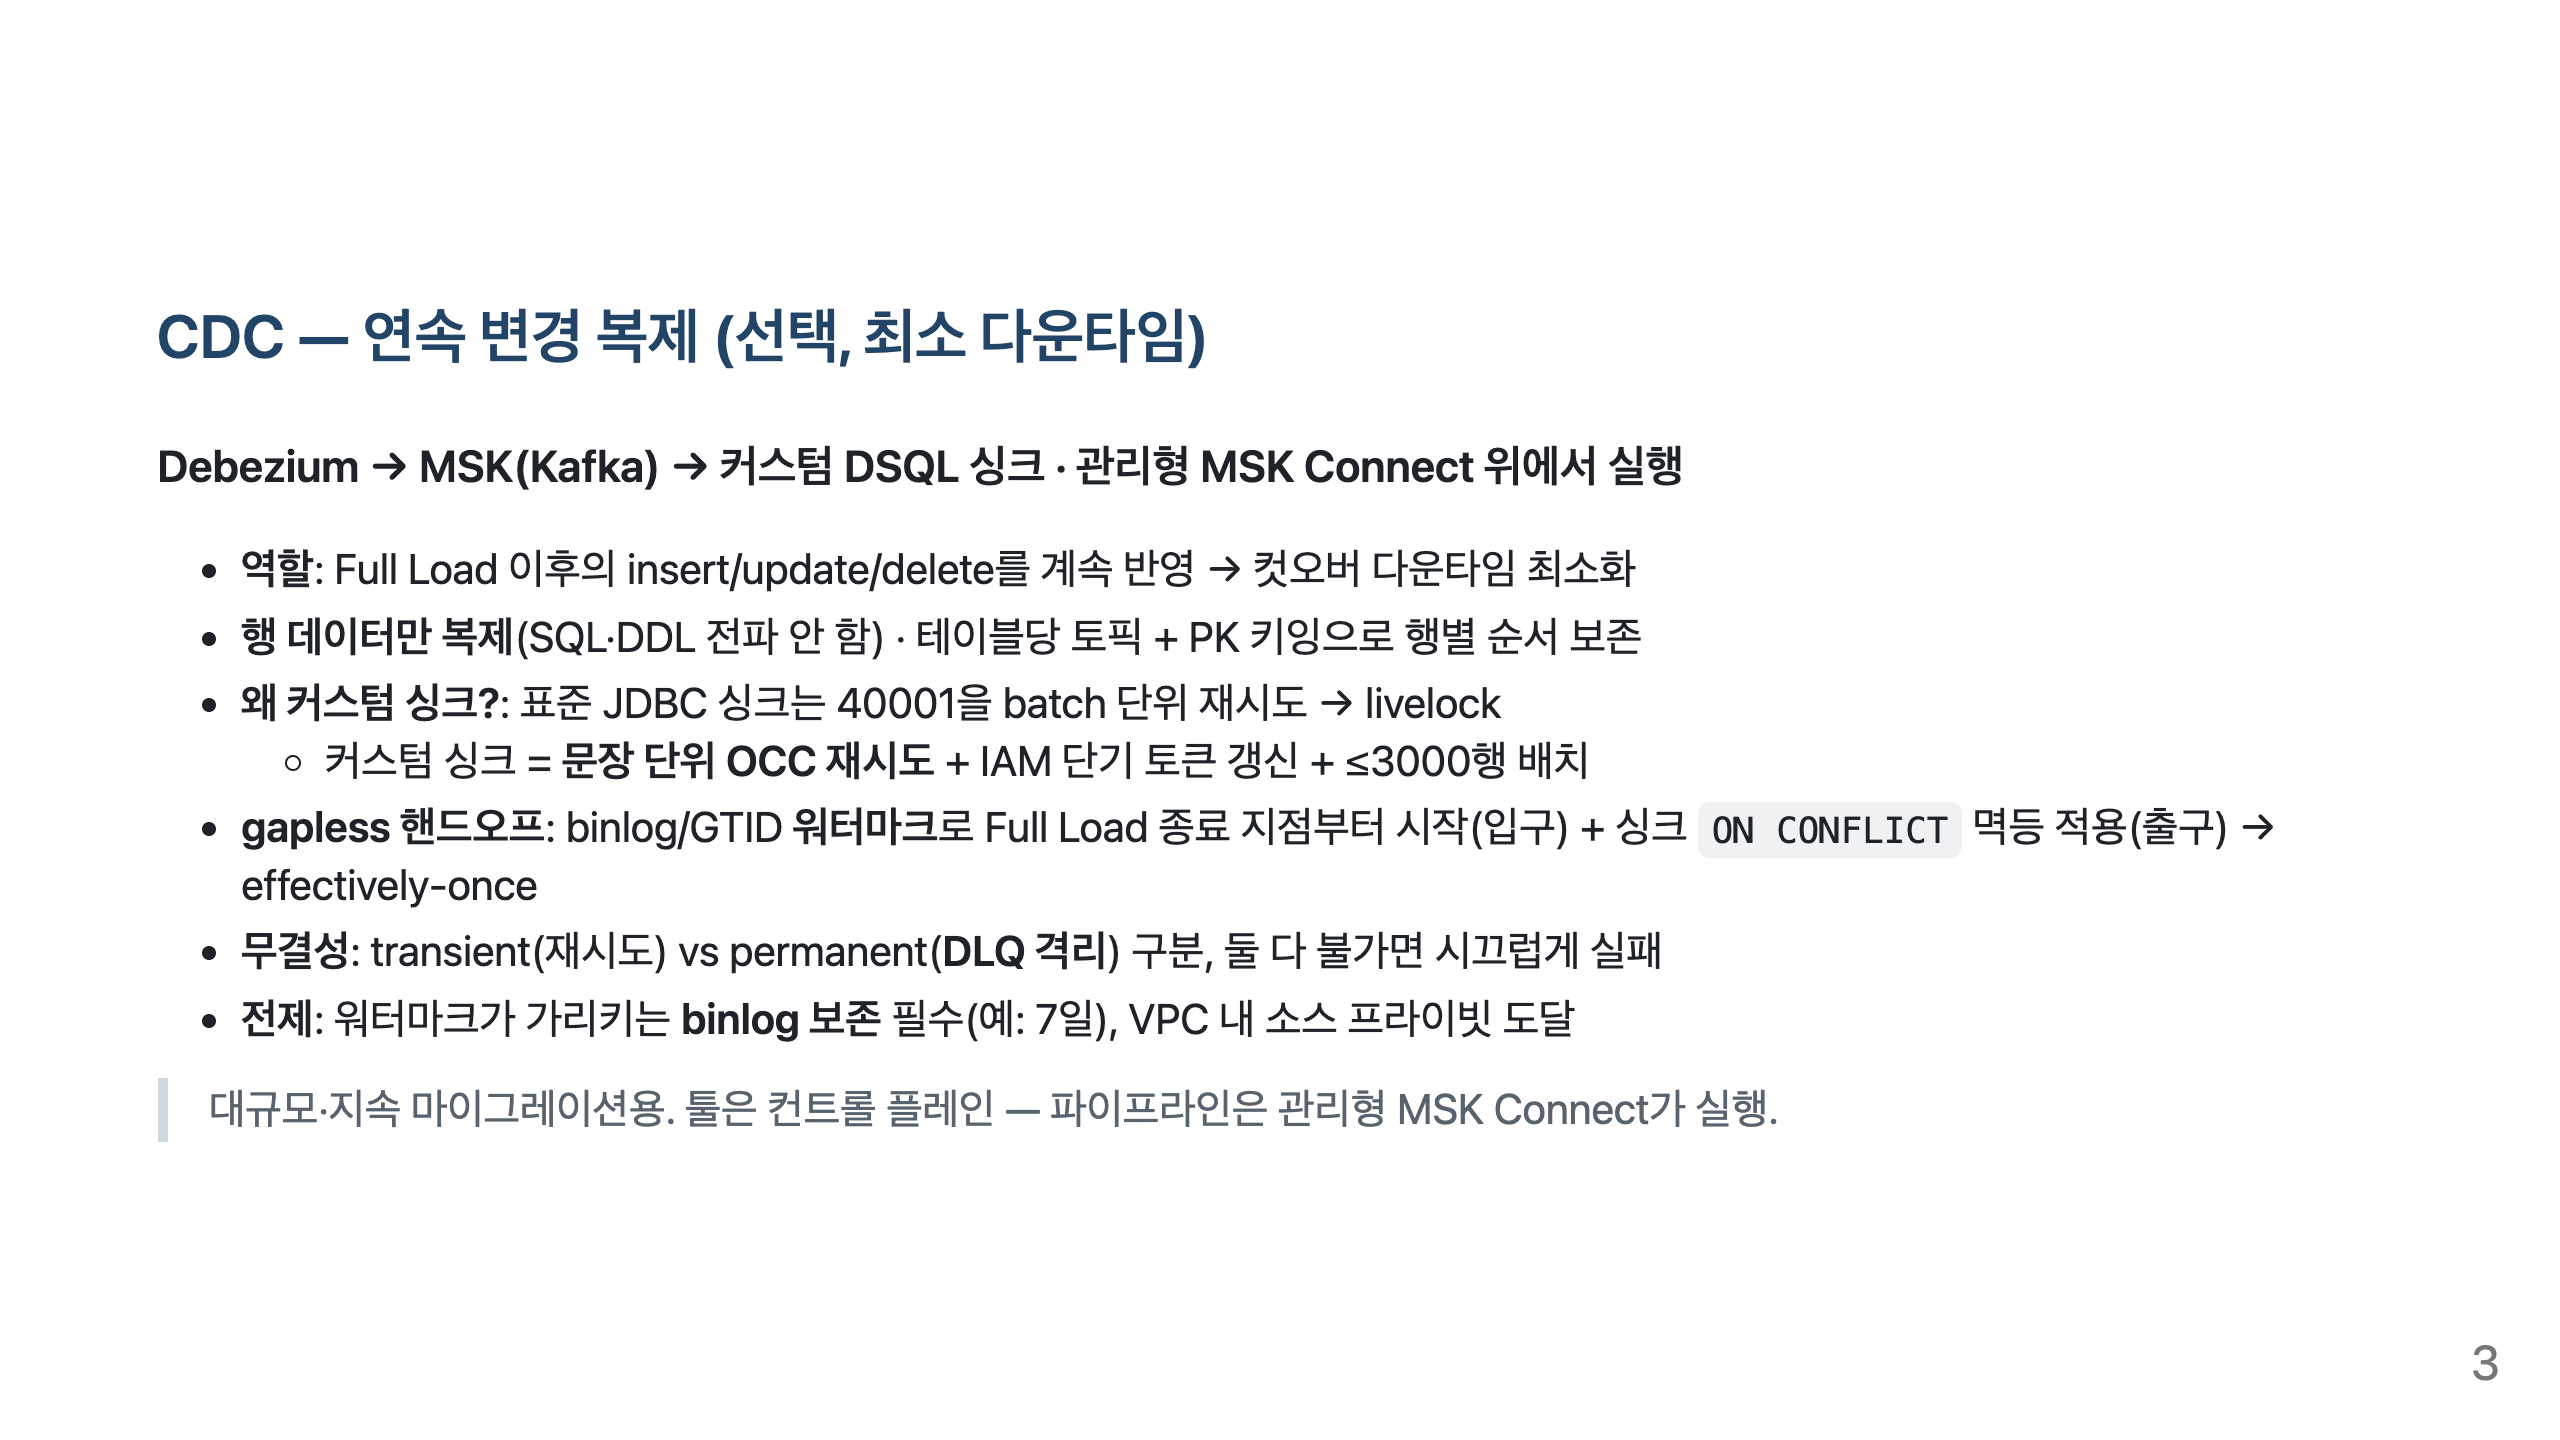 CDC — 연속 변경 복제 (선택, 최소 다운타임)
Debezium → MSK(Kafka) → 커스텀 DSQL 싱크 · 관리형 MSK Connect 위에서 실행
• 역할: Full Load 이후의 insert/update/delete를 계속 반영 → 컷오버 다운타임 최소화
• 행 데이터만 복제(SQL·DDL 전파 안 함) · 테이블당 토픽 + PK 키잉으로 행별 순서 보존
• 왜 커스텀 싱크?: 표준 JDBC 싱크는 40001을 batch 단위 재시도 → livelock
◦ 커스텀 싱크 = 문장 단위 OCC 재시도 + IAM 단기 토큰 갱신 + ≤3000행 배치
• gapless 핸드오프: binlog/GTID 워터마크로 Full Load 종료 지점부터 시작(입구) + 싱크 ON CONFLICT 멱등 적용(출구) →
effectively-once
• 무결성: transient(재시도) vs permanent(DLQ 격리) 구분, 둘 다 불가면 시끄럽게 실패
• 전제: 워터마크가 가리키는 binlog 보존 필수(예: 7일), VPC 내 소스 프라이빗 도달
대규모·지속 마이그레이션용. 툴은 컨트롤 플레인 — 파이프라인은 관리형 MSK Connect가 실행.
3